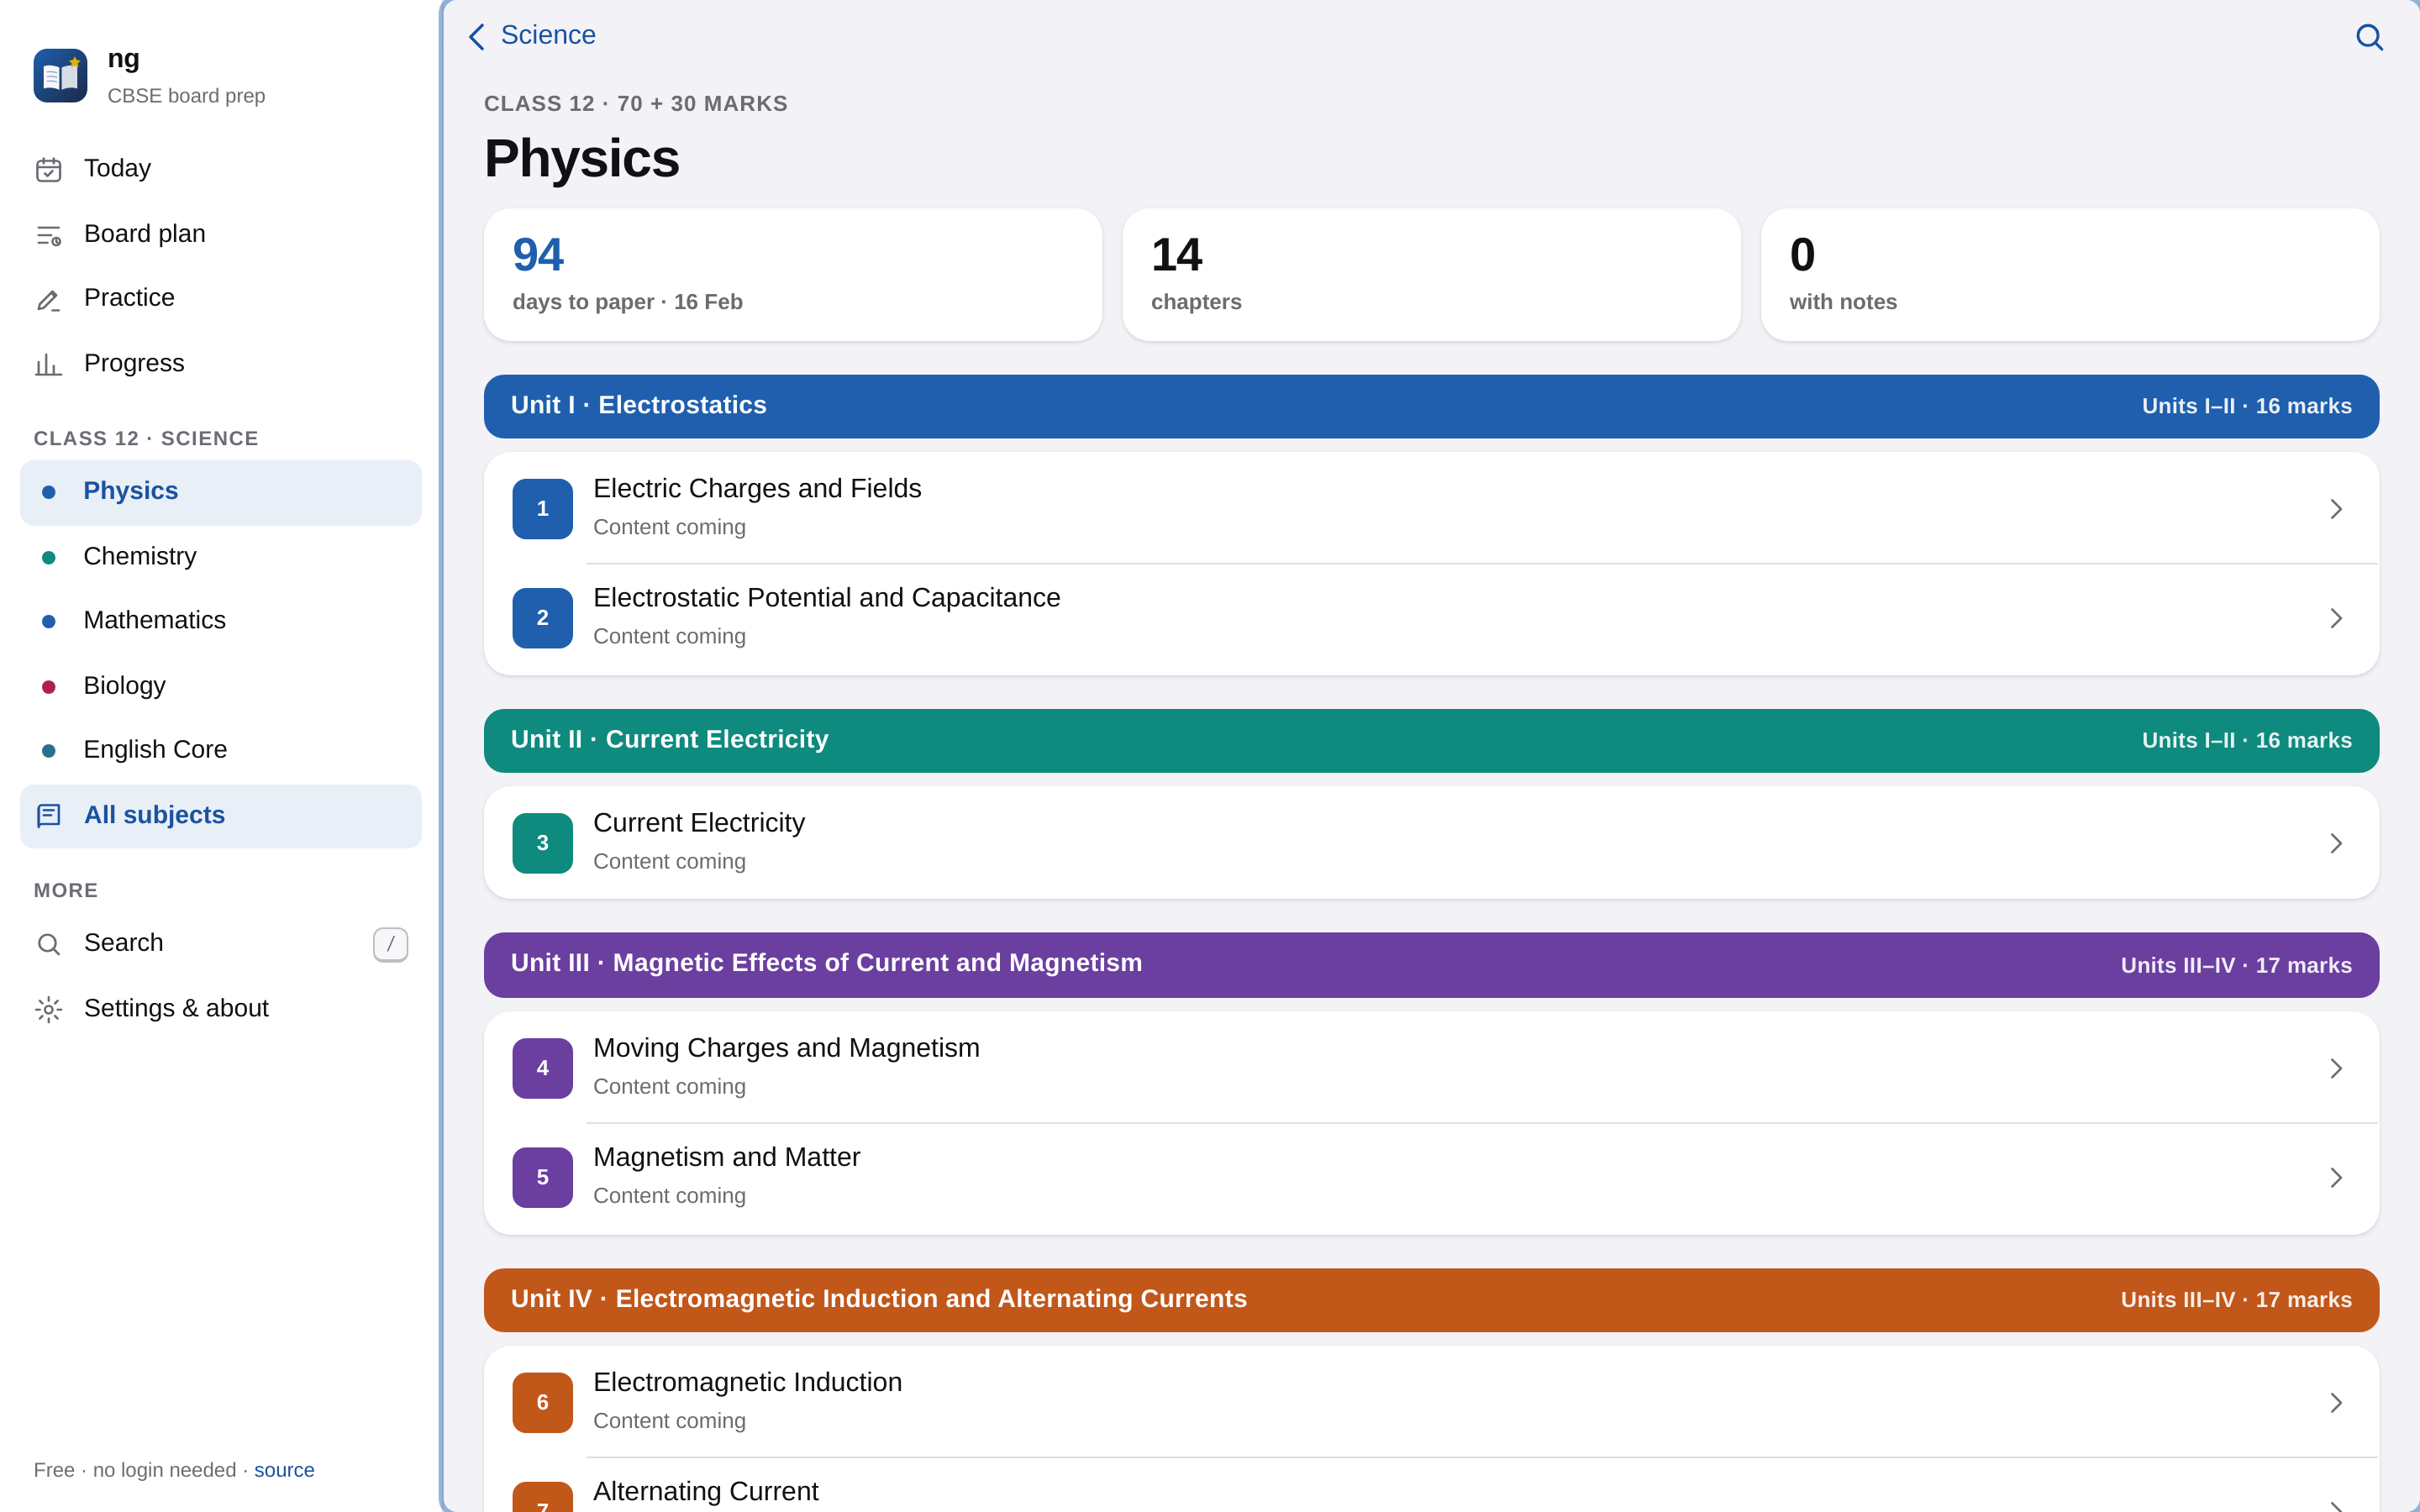 ng
CBSE board prep
Today
Board plan
Practice
Progress
CLASS 12 · SCIENCE
Physics
Chemistry
Mathematics
Biology
English Core
All subjects
MORE
Search /
Settings & about
Free · no login needed · source
Science
CLASS 12 · 70 + 30 MARKS
Physics
94
days to paper · 16 Feb
14
chapters
0
with notes
Unit I · Electrostatics Units I–II · 16 marks
1 Electric Charges and Fields
Content coming
2 Electrostatic Potential and Capacitance
Content coming
Unit II · Current Electricity Units I–II · 16 marks
3 Current Electricity
Content coming
Unit III · Magnetic Effects of Current and Magnetism Units III–IV · 17 marks
4 Moving Charges and Magnetism
Content coming
5 Magnetism and Matter
Content coming
Unit IV · Electromagnetic Induction and Alternating Currents Units III–IV · 17 marks
6 Electromagnetic Induction
Content coming
7 Alternating Current